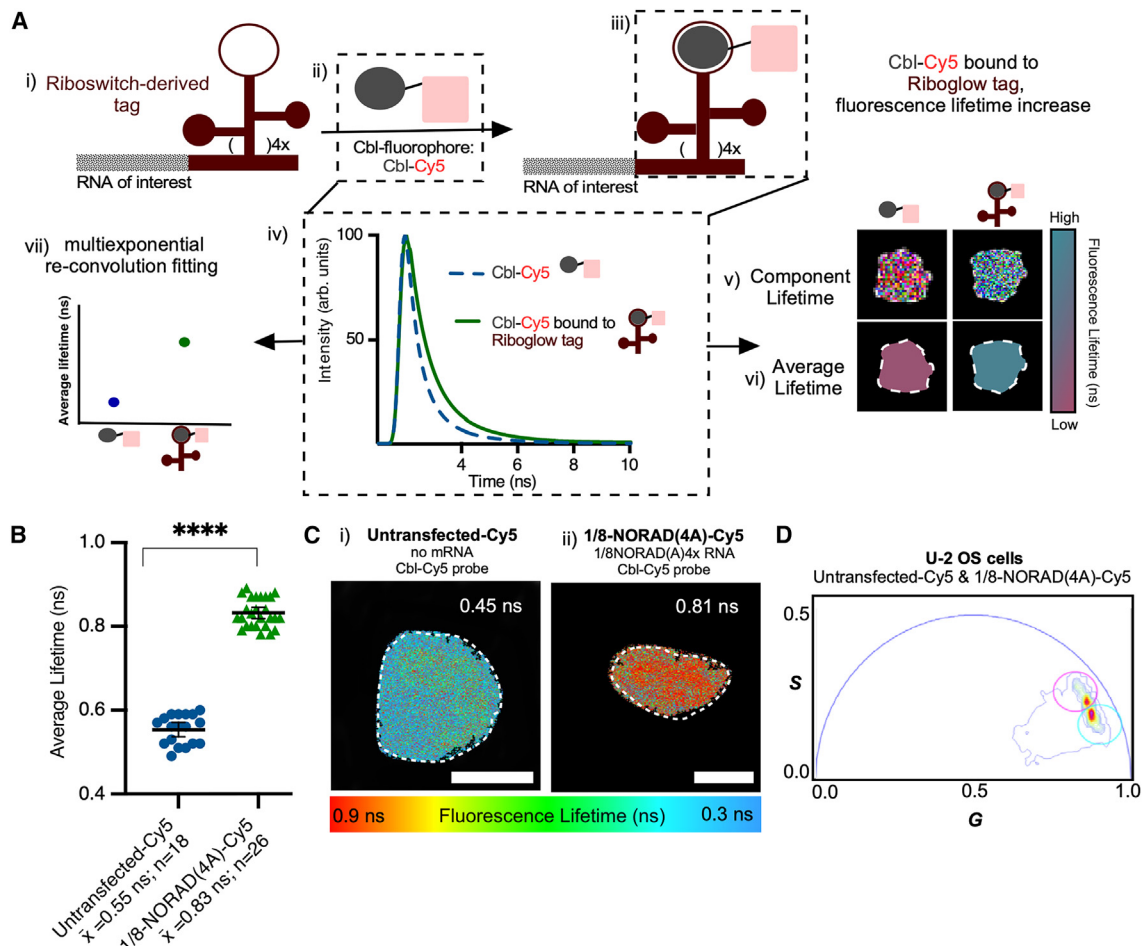 A
i) Riboswitch-derived
tag
(
)4x
RNA of interest
ii)
Cbl-fluorophore:
Cbl-Cy5
iii)
(
)4x
RNA of interest
Cbl-Cy5 bound to
Riboglow tag,
fluorescence lifetime increase
iv)
Intensity (arb. units)
100
50
Cbl-Cy5
Cbl-Cy5 bound to
Riboglow tag
4
6
8
10
Time (ns)
v) Component
Lifetime
vi) Average
Lifetime
High
Fluorescence Lifetime (ns)
Low
vii) multiexponential
re-convolution fitting
Average lifetime (ns)
B
****
Average Lifetime (ns)
1.0
0.8
0.6
0.4
Untransfected-Cy5
x̄ =0.55 ns; n=18
1/8-NORAD(4A)-Cy5
x̄ =0.83 ns; n=26
C
i) Untransfected-Cy5
no mRNA
Cbl-Cy5 probe
0.45 ns
ii) 1/8-NORAD(4A)-Cy5
1/8NORAD(A)4x RNA
Cbl-Cy5 probe
0.81 ns
0.9 ns
Fluorescence Lifetime (ns)
0.3 ns
D
U-2 OS cells
Untransfected-Cy5 & 1/8-NORAD(4A)-Cy5
0.5
S
0.0
0.0
0.5
1.0
G